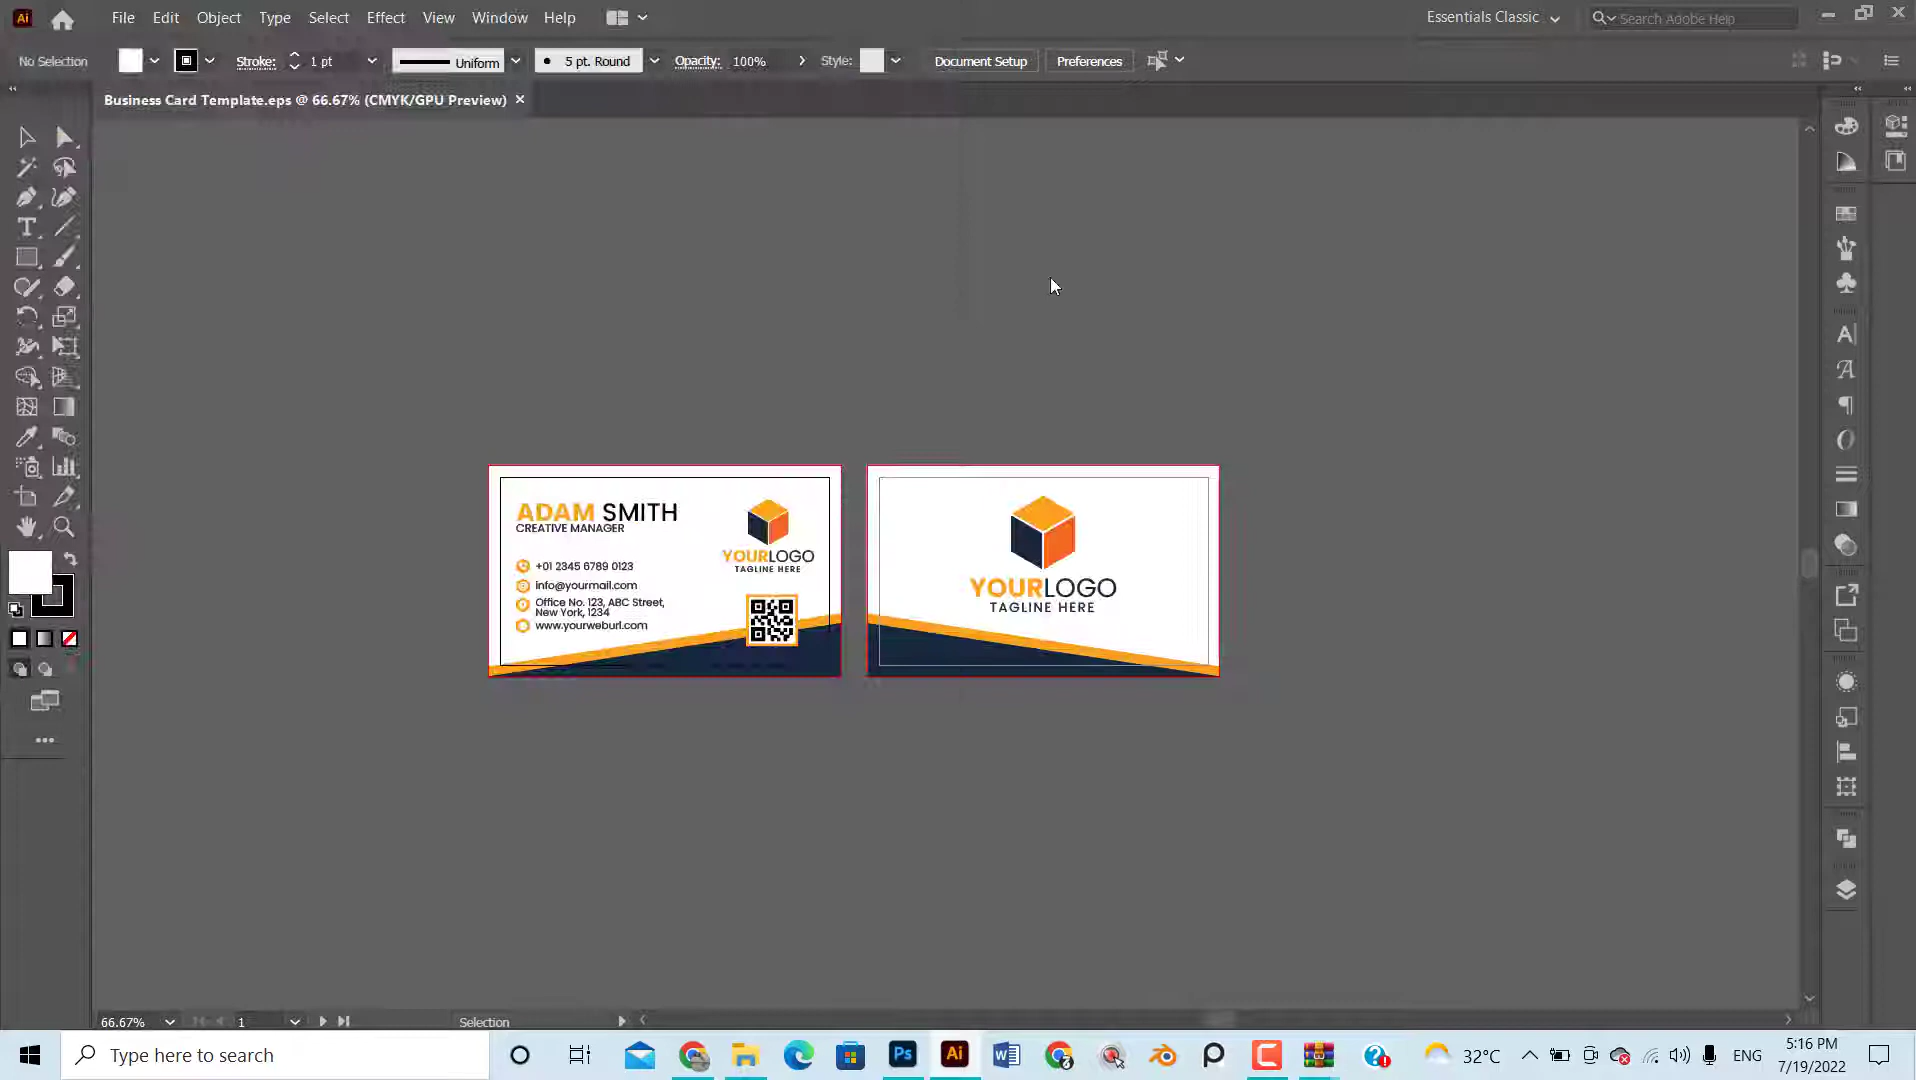 Ai File Edit Object Type Select Effect View Window Help Essentials Classic Search Adobe Help
No Selection Stroke: 1 pt Uniform 5 pt. Round Opacity: 100% Style: Document Setup Preferences
Business Card Template.eps @ 66.67% (CMYK/GPU Preview) ×
ADAM SMITH
CREATIVE MANAGER
+01 2345 6789 0123
info@yourmail.com
Office No. 123, ABC Street,
New York, 1234
www.yourweburl.com
YOURLOGO
TAGLINE HERE
YOURLOGO
TAGLINE HERE
66.67% 1 Selection
Type here to search Ps Ai 32°C ENG 5:16 PM
7/19/2022